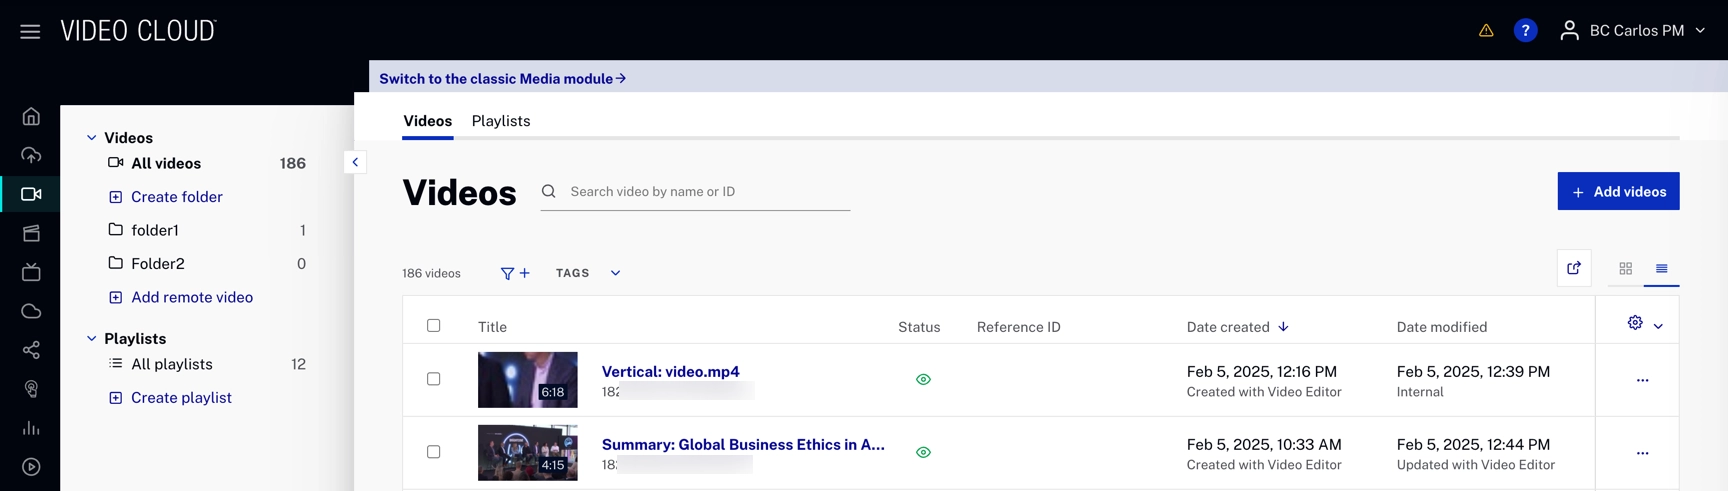 VIDEO CLOUD™
? BC Carlos PM
Switch to the classic Media module →
Videos
All videos 186
Create folder
folder1 1
Folder2 0
Add remote video
Playlists
All playlists 12
Create playlist
Videos Playlists
Videos Search video by name or ID + Add videos
186 videos + TAGS
Title Status Reference ID Date created ↓ Date modified
6:18
Vertical: video.mp4 Feb 5, 2025, 12:16 PM Feb 5, 2025, 12:39 PM
182 Created with Video Editor Internal
4:15
Summary: Global Business Ethics in A... Feb 5, 2025, 10:33 AM Feb 5, 2025, 12:44 PM
18 Created with Video Editor Updated with Video Editor